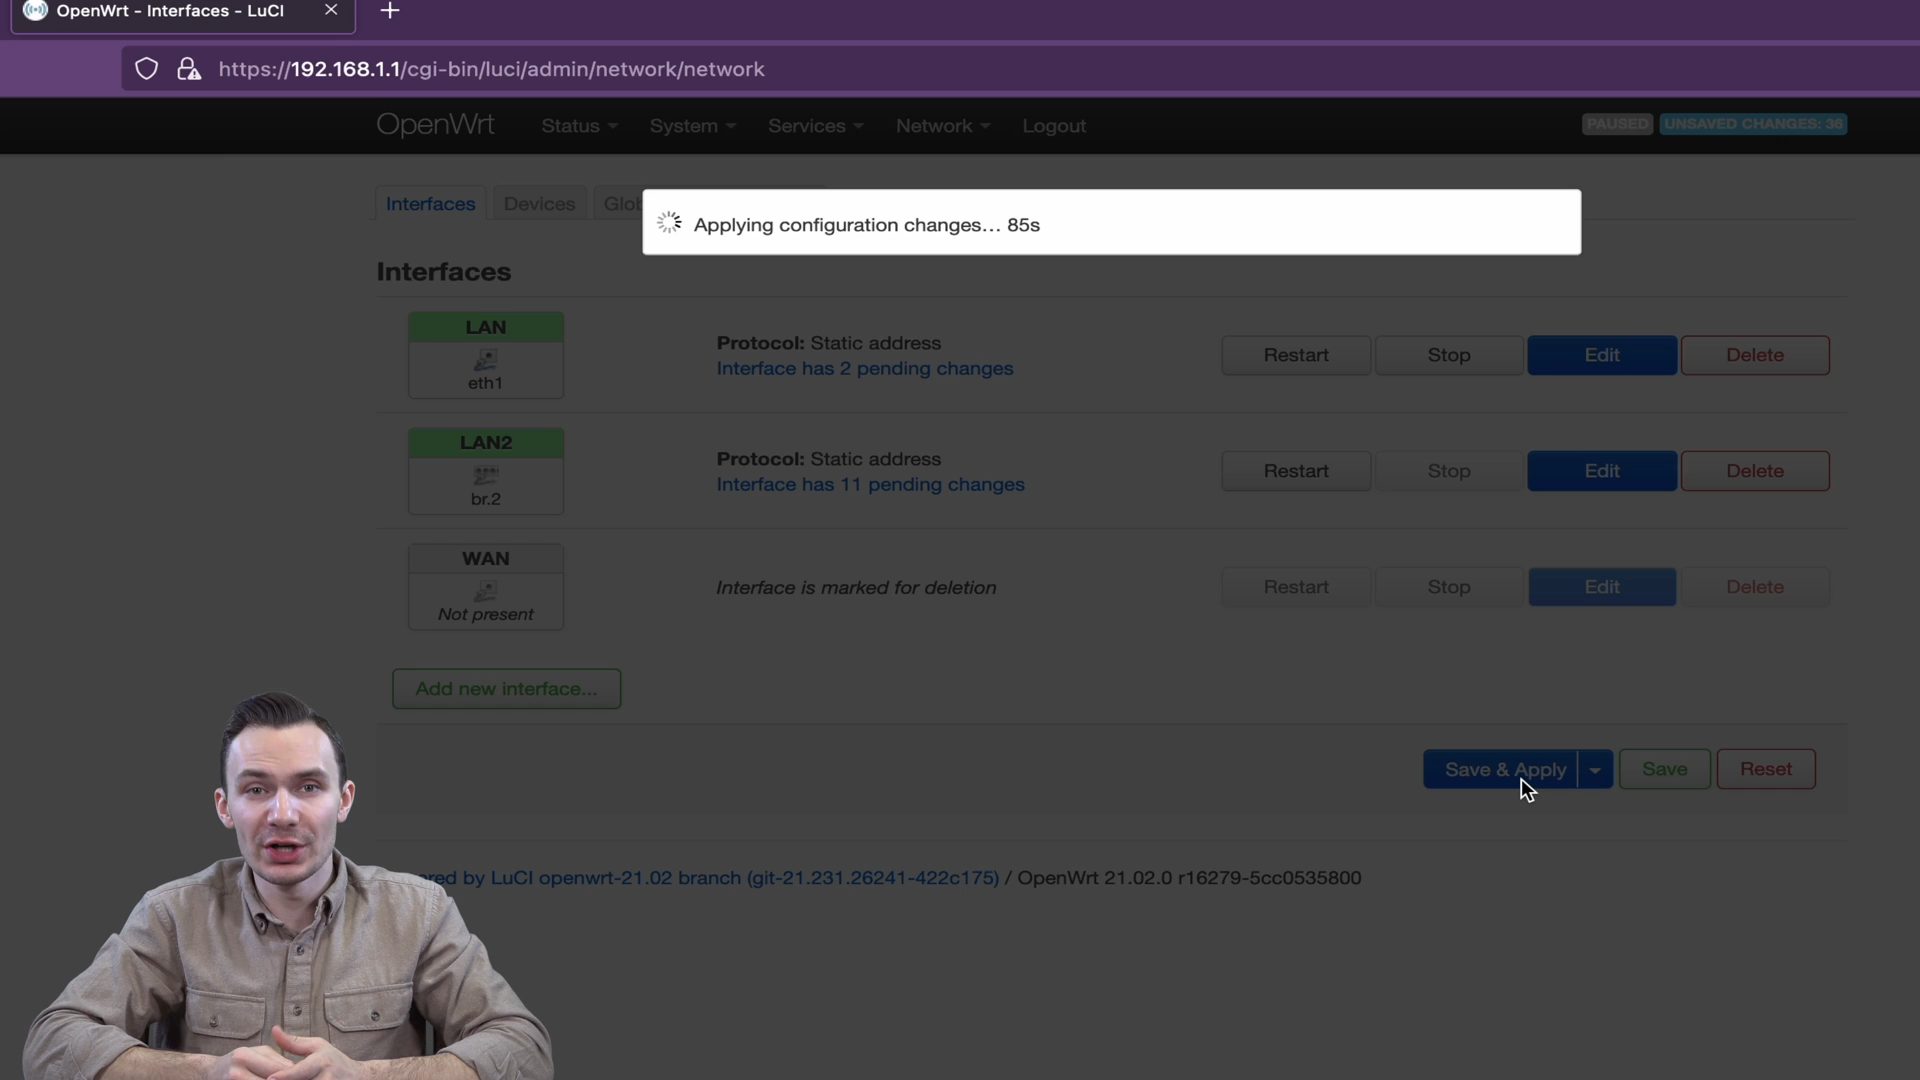 OpenWrt - Interfaces - LuCI
https://192.168.1.1/cgi-bin/luci/admin/network/network
OpenWrt Status System Services Network Logout PAUSED UNSAVED CHANGES: 36
Interfaces Devices Glob
Applying configuration changes... 85s
Interfaces
LAN
eth1
Protocol: Static address
Interface has 2 pending changes
Restart Stop Edit Delete
LAN2
br.2
Protocol: Static address
Interface has 11 pending changes
Restart Stop Edit Delete
WAN
Not present
Interface is marked for deletion
Restart Stop Edit Delete
Add new interface...
Save & Apply Save Reset
ered by LuCI openwrt-21.02 branch (git-21.231.26241-422c175) / OpenWrt 21.02.0 r16279-5cc0535800